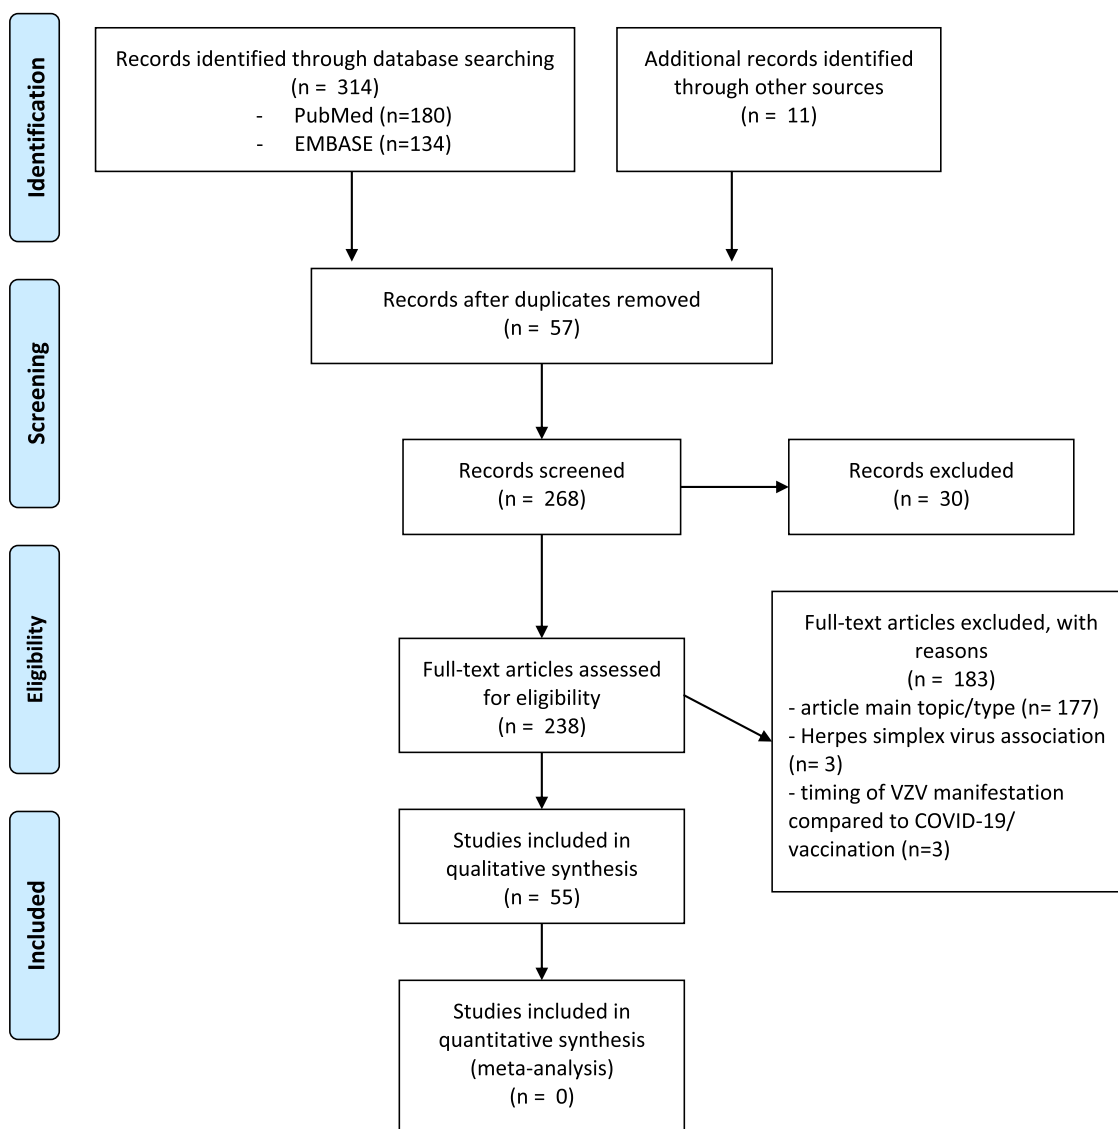 Identification
Records identified through database searching
(n = 314)
- PubMed (n=180)
- EMBASE (n=134)
Additional records identified
through other sources
(n = 11)
Screening
Records after duplicates removed
(n = 57)
Records screened
(n = 268)
Records excluded
(n = 30)
Eligibility
Full-text articles assessed
for eligibility
(n = 238)
Full-text articles excluded, with
reasons
(n = 183)
- article main topic/type (n= 177)
- Herpes simplex virus association
(n= 3)
- timing of VZV manifestation
compared to COVID-19/
vaccination (n=3)
Included
Studies included in
qualitative synthesis
(n = 55)
Studies included in
quantitative synthesis
(meta-analysis)
(n = 0)